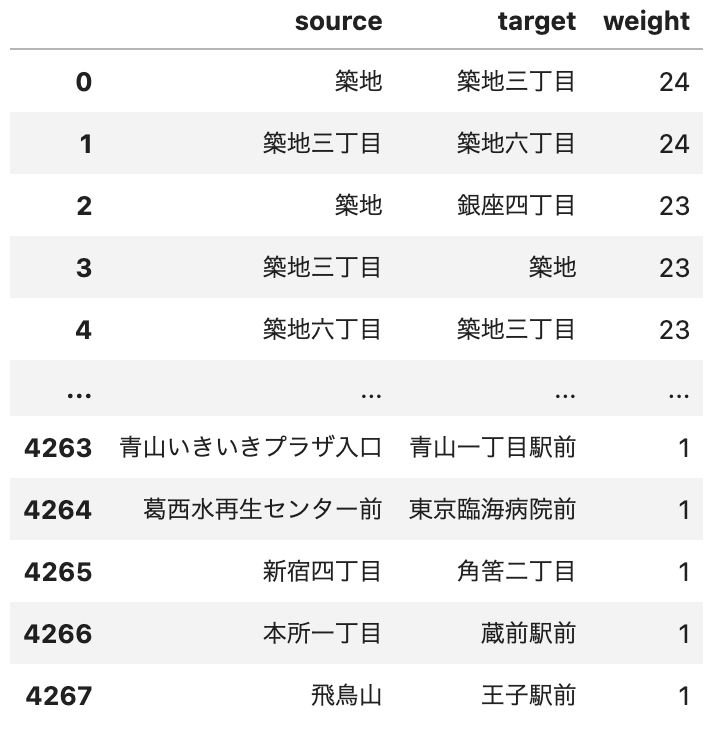 source target weight
0 築地 築地三丁目 24
1 築地三丁目 築地六丁目 24
2 築地 銀座四丁目 23
3 築地三丁目 築地 23
4 築地六丁目 築地三丁目 23
... ... ... ...
4263 青山いきいきプラザ入口 青山一丁目駅前 1
4264 葛西水再生センター前 東京臨海病院前 1
4265 新宿四丁目 角筈二丁目 1
4266 本所一丁目 蔵前駅前 1
4267 飛鳥山 王子駅前 1